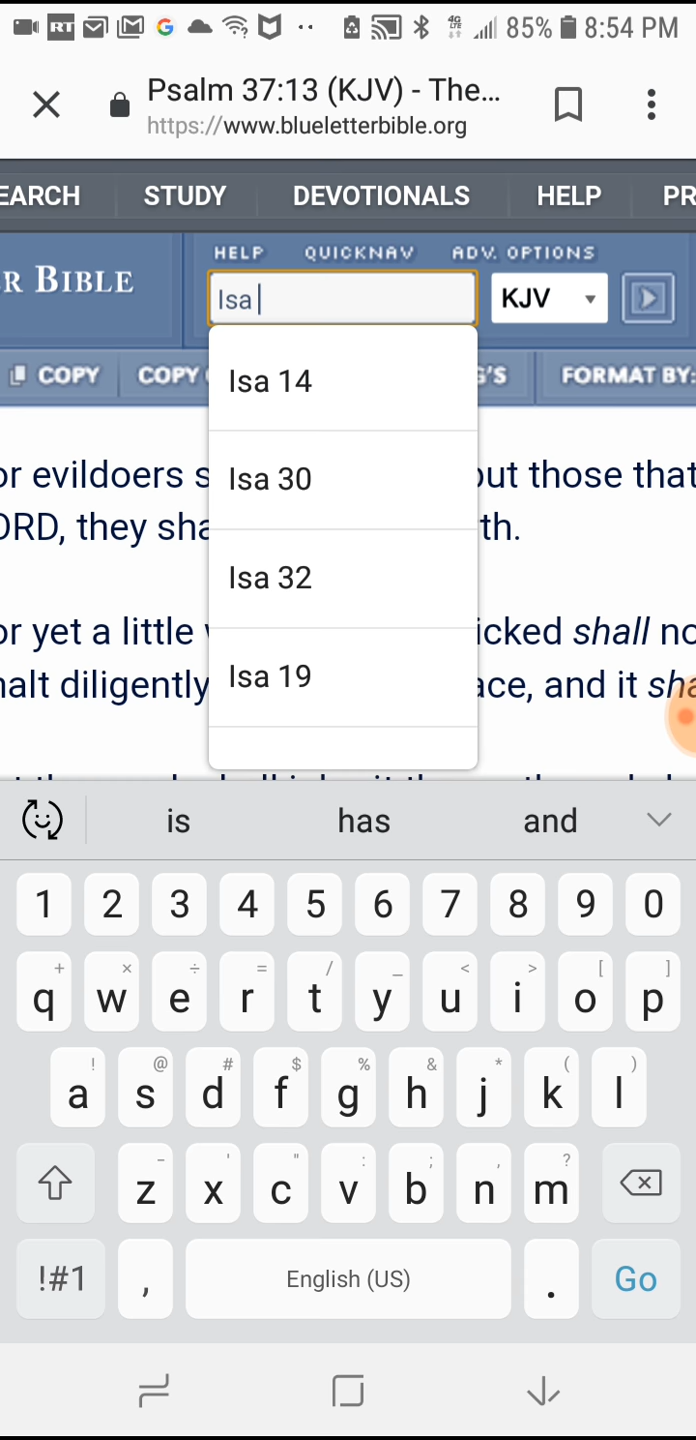 RT G 4G LTE 85% 8:54 PM
Psalm 37:13 (KJV) - The...
https://www.blueletterbible.org
EARCH STUDY DEVOTIONALS HELP PR
HELP QUICKNAV ADV. OPTIONS
R BIBLE
Isa
KJV
COPY COPY G'S FORMAT BY:
Isa 14
Isa 30
Isa 32
Isa 19
or evildoers s out those that
ORD, they sha th.
or yet a little icked shall no
halt diligently ace, and it sha
is has and
1 2 3 4 5 6 7 8 9 0
+ × ÷ = / _ < > [ ]
q w e r t y u i o p
! @ # $ % & * ( )
a s d f g h j k l
- ' " : ; , ?
z x c v b n m
!#1 , English (US) . Go